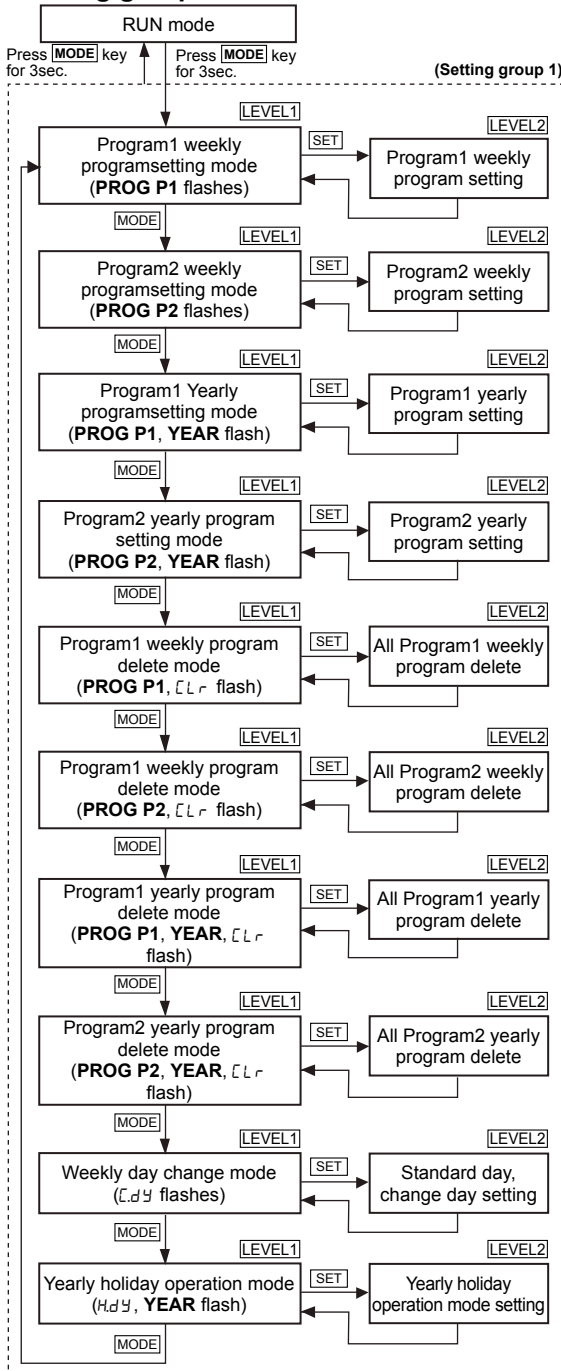 RUN mode
Press MODE key
for 3sec.
Press MODE key
for 3sec.
(Setting group 1)
LEVEL1
Program1 weekly
programsetting mode
(PROG P1 flashes)
SET
LEVEL2
Program1 weekly
program setting
MODE
LEVEL1
Program2 weekly
programsetting mode
(PROG P2 flashes)
SET
LEVEL2
Program2 weekly
program setting
MODE
LEVEL1
Program1 Yearly
programsetting mode
(PROG P1, YEAR flash)
SET
LEVEL2
Program1 yearly
program setting
MODE
LEVEL1
Program2 yearly program
setting mode
(PROG P2, YEAR flash)
SET
LEVEL2
Program2 yearly
program setting
MODE
LEVEL1
Program1 weekly program
delete mode
(PROG P1, CLr flash)
SET
LEVEL2
All Program1 weekly
program delete
MODE
LEVEL1
Program1 weekly program
delete mode
(PROG P2, CLr flash)
SET
LEVEL2
All Program2 weekly
program delete
MODE
LEVEL1
Program1 yearly program
delete mode
(PROG P1, YEAR, CLr
flash)
SET
LEVEL2
All Program1 yearly
program delete
MODE
LEVEL1
Program2 yearly program
delete mode
(PROG P2, YEAR, CLr
flash)
SET
LEVEL2
All Program2 yearly
program delete
MODE
LEVEL1
Weekly day change mode
(C.dY flashes)
SET
LEVEL2
Standard day,
change day setting
MODE
LEVEL1
Yearly holiday operation mode
(H.dY, YEAR flash)
SET
LEVEL2
Yearly holiday
operation mode setting
MODE